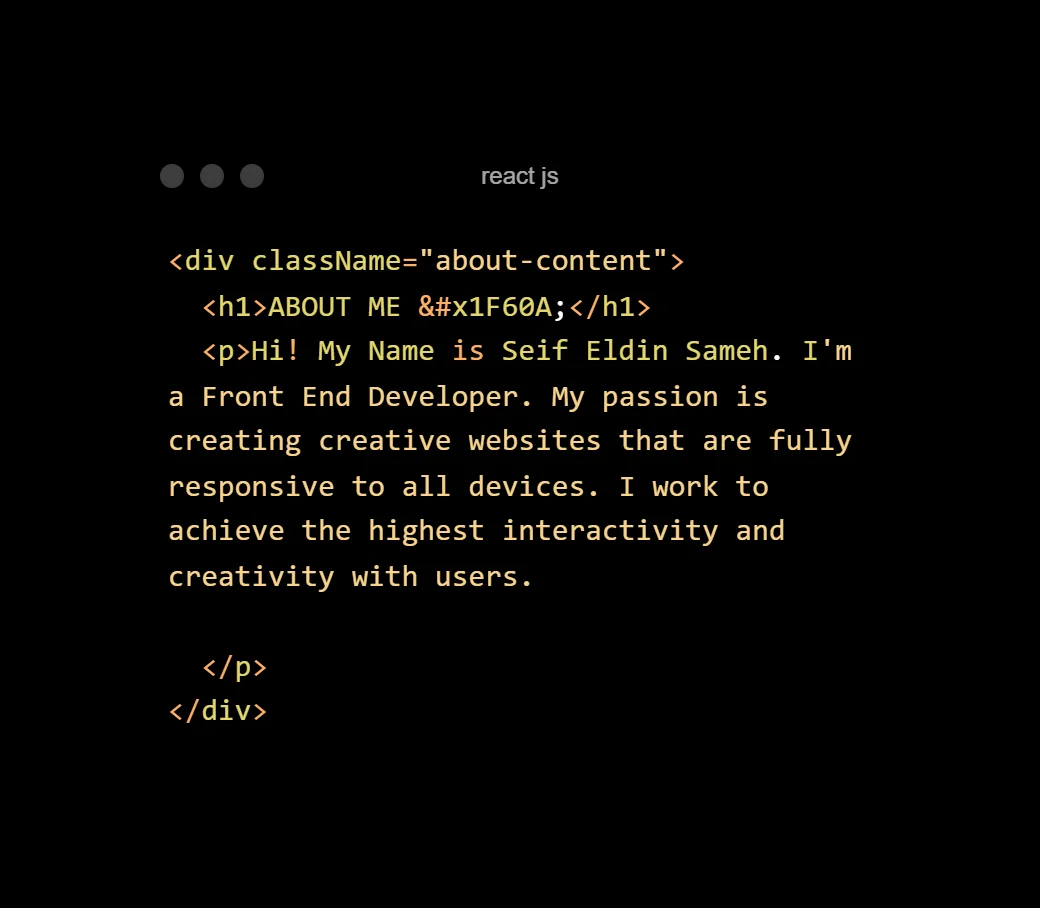 react js
<div className="about-content">
  <h1>ABOUT ME &#x1F60A;</h1>
  <p>Hi! My Name is Seif Eldin Sameh. I'm
a Front End Developer. My passion is
creating creative websites that are fully
responsive to all devices. I work to
achieve the highest interactivity and
creativity with users.
  </p>
</div>